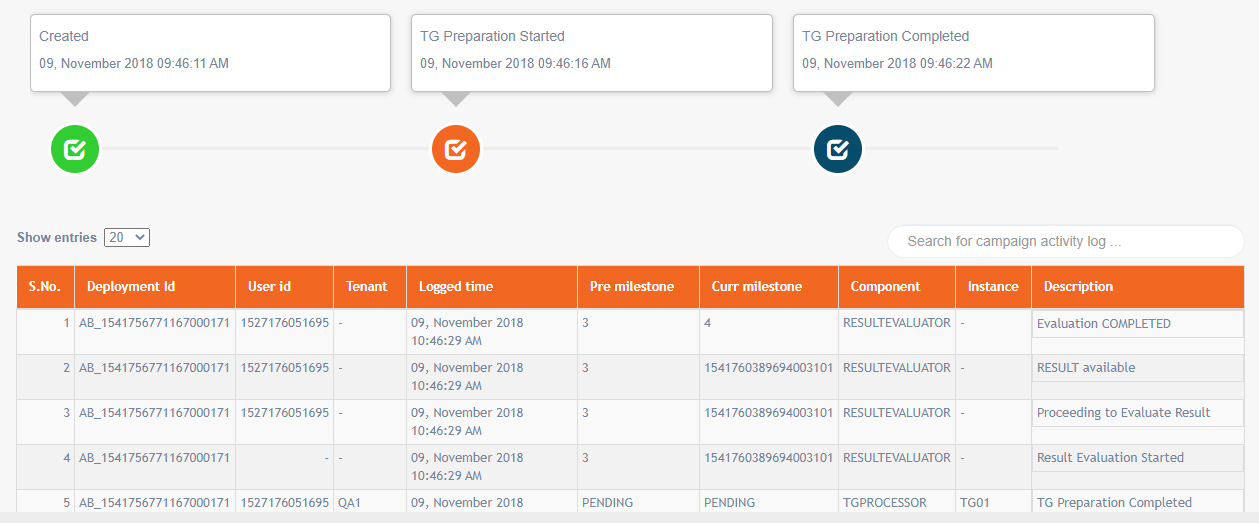 Created
TG Preparation Started
TG Preparation Completed
09, November 2018 09:46:11 AM
09, November 2018 09:46:16 AM
09, November 2018 09:46:22 AM
Show entries 20
Search for campaign activity log ...
S.No. Deployment Id User id Tenant Logged time Pre milestone Curr milestone Component Instance Description
1 AB_1541756771167000171 1527176051695 - 09, November 2018 3 4 RESULTEVALUATOR - Evaluation COMPLETED
10:46:29 AM
2 AB_1541756771167000171 1527176051695 - 09, November 2018 3 1541760389694003101 RESULTEVALUATOR - RESULT available
10:46:29 AM
3 AB_1541756771167000171 1527176051695 - 09, November 2018 3 1541760389694003101 RESULTEVALUATOR - Proceeding to Evaluate Result
10:46:29 AM
4 AB_1541756771167000171 - - 09, November 2018 3 1541760389694003101 RESULTEVALUATOR - Result Evaluation Started
10:46:29 AM
5 AB_1541756771167000171 1527176051695 QA1 09, November 2018 PENDING PENDING TGPROCESSOR TG01 TG Preparation Completed